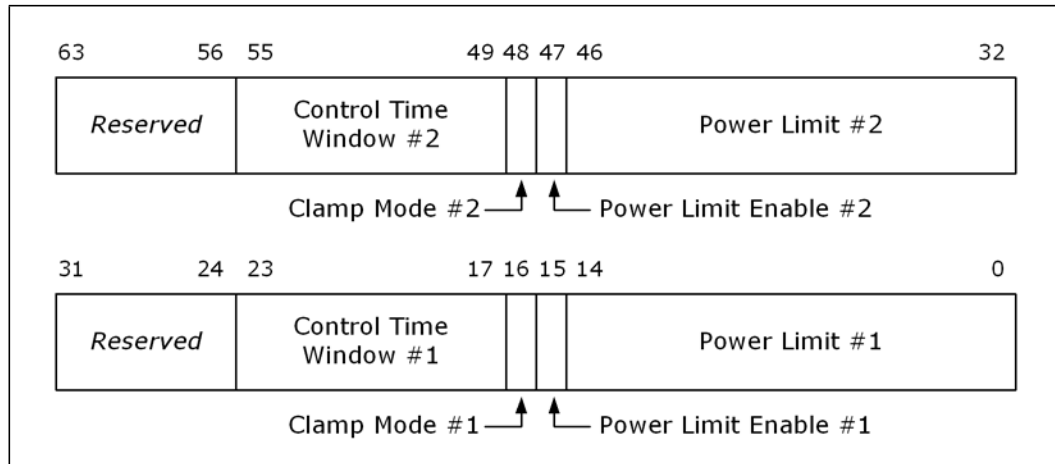 63 56 55 49 48 47 46 32
Reserved
Control Time
Window #2
Power Limit #2
Clamp Mode #2
Power Limit Enable #2
31 24 23 17 16 15 14 0
Reserved
Control Time
Window #1
Power Limit #1
Clamp Mode #1
Power Limit Enable #1